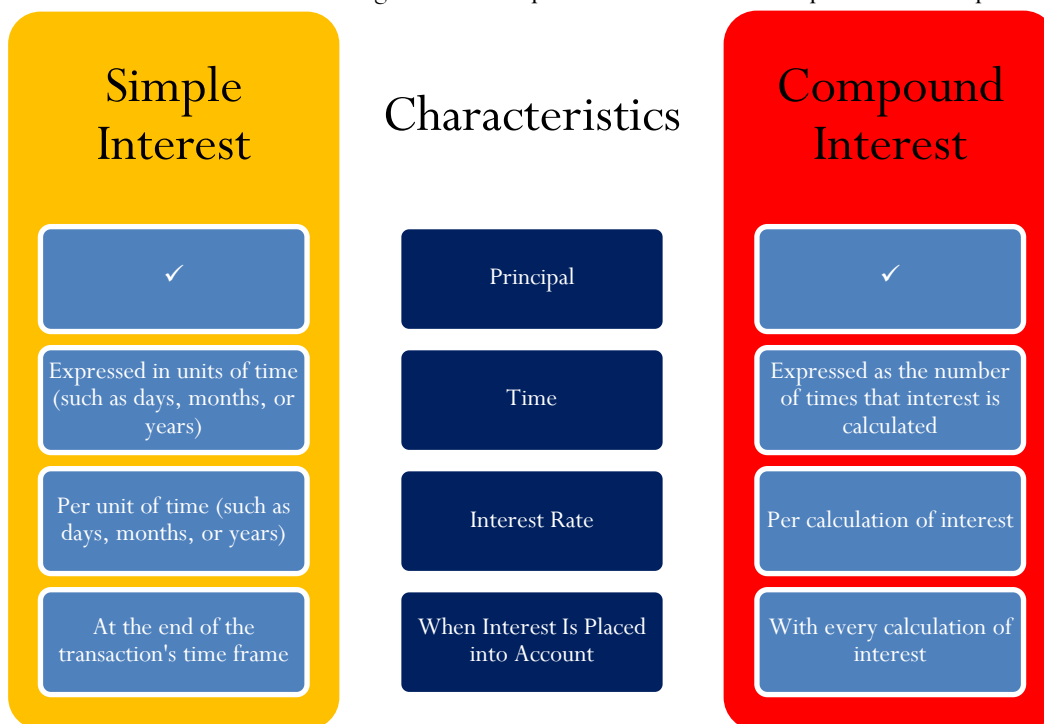 Simple
Interest
Characteristics
Compound
Interest
✓
Principal
✓
Expressed in units of time
(such as days, months, or
years)
Time
Expressed as the number
of times that interest is
calculated
Per unit of time (such as
days, months, or years)
Interest Rate
Per calculation of interest
At the end of the
transaction's time frame
When Interest Is Placed
into Account
With every calculation of
interest